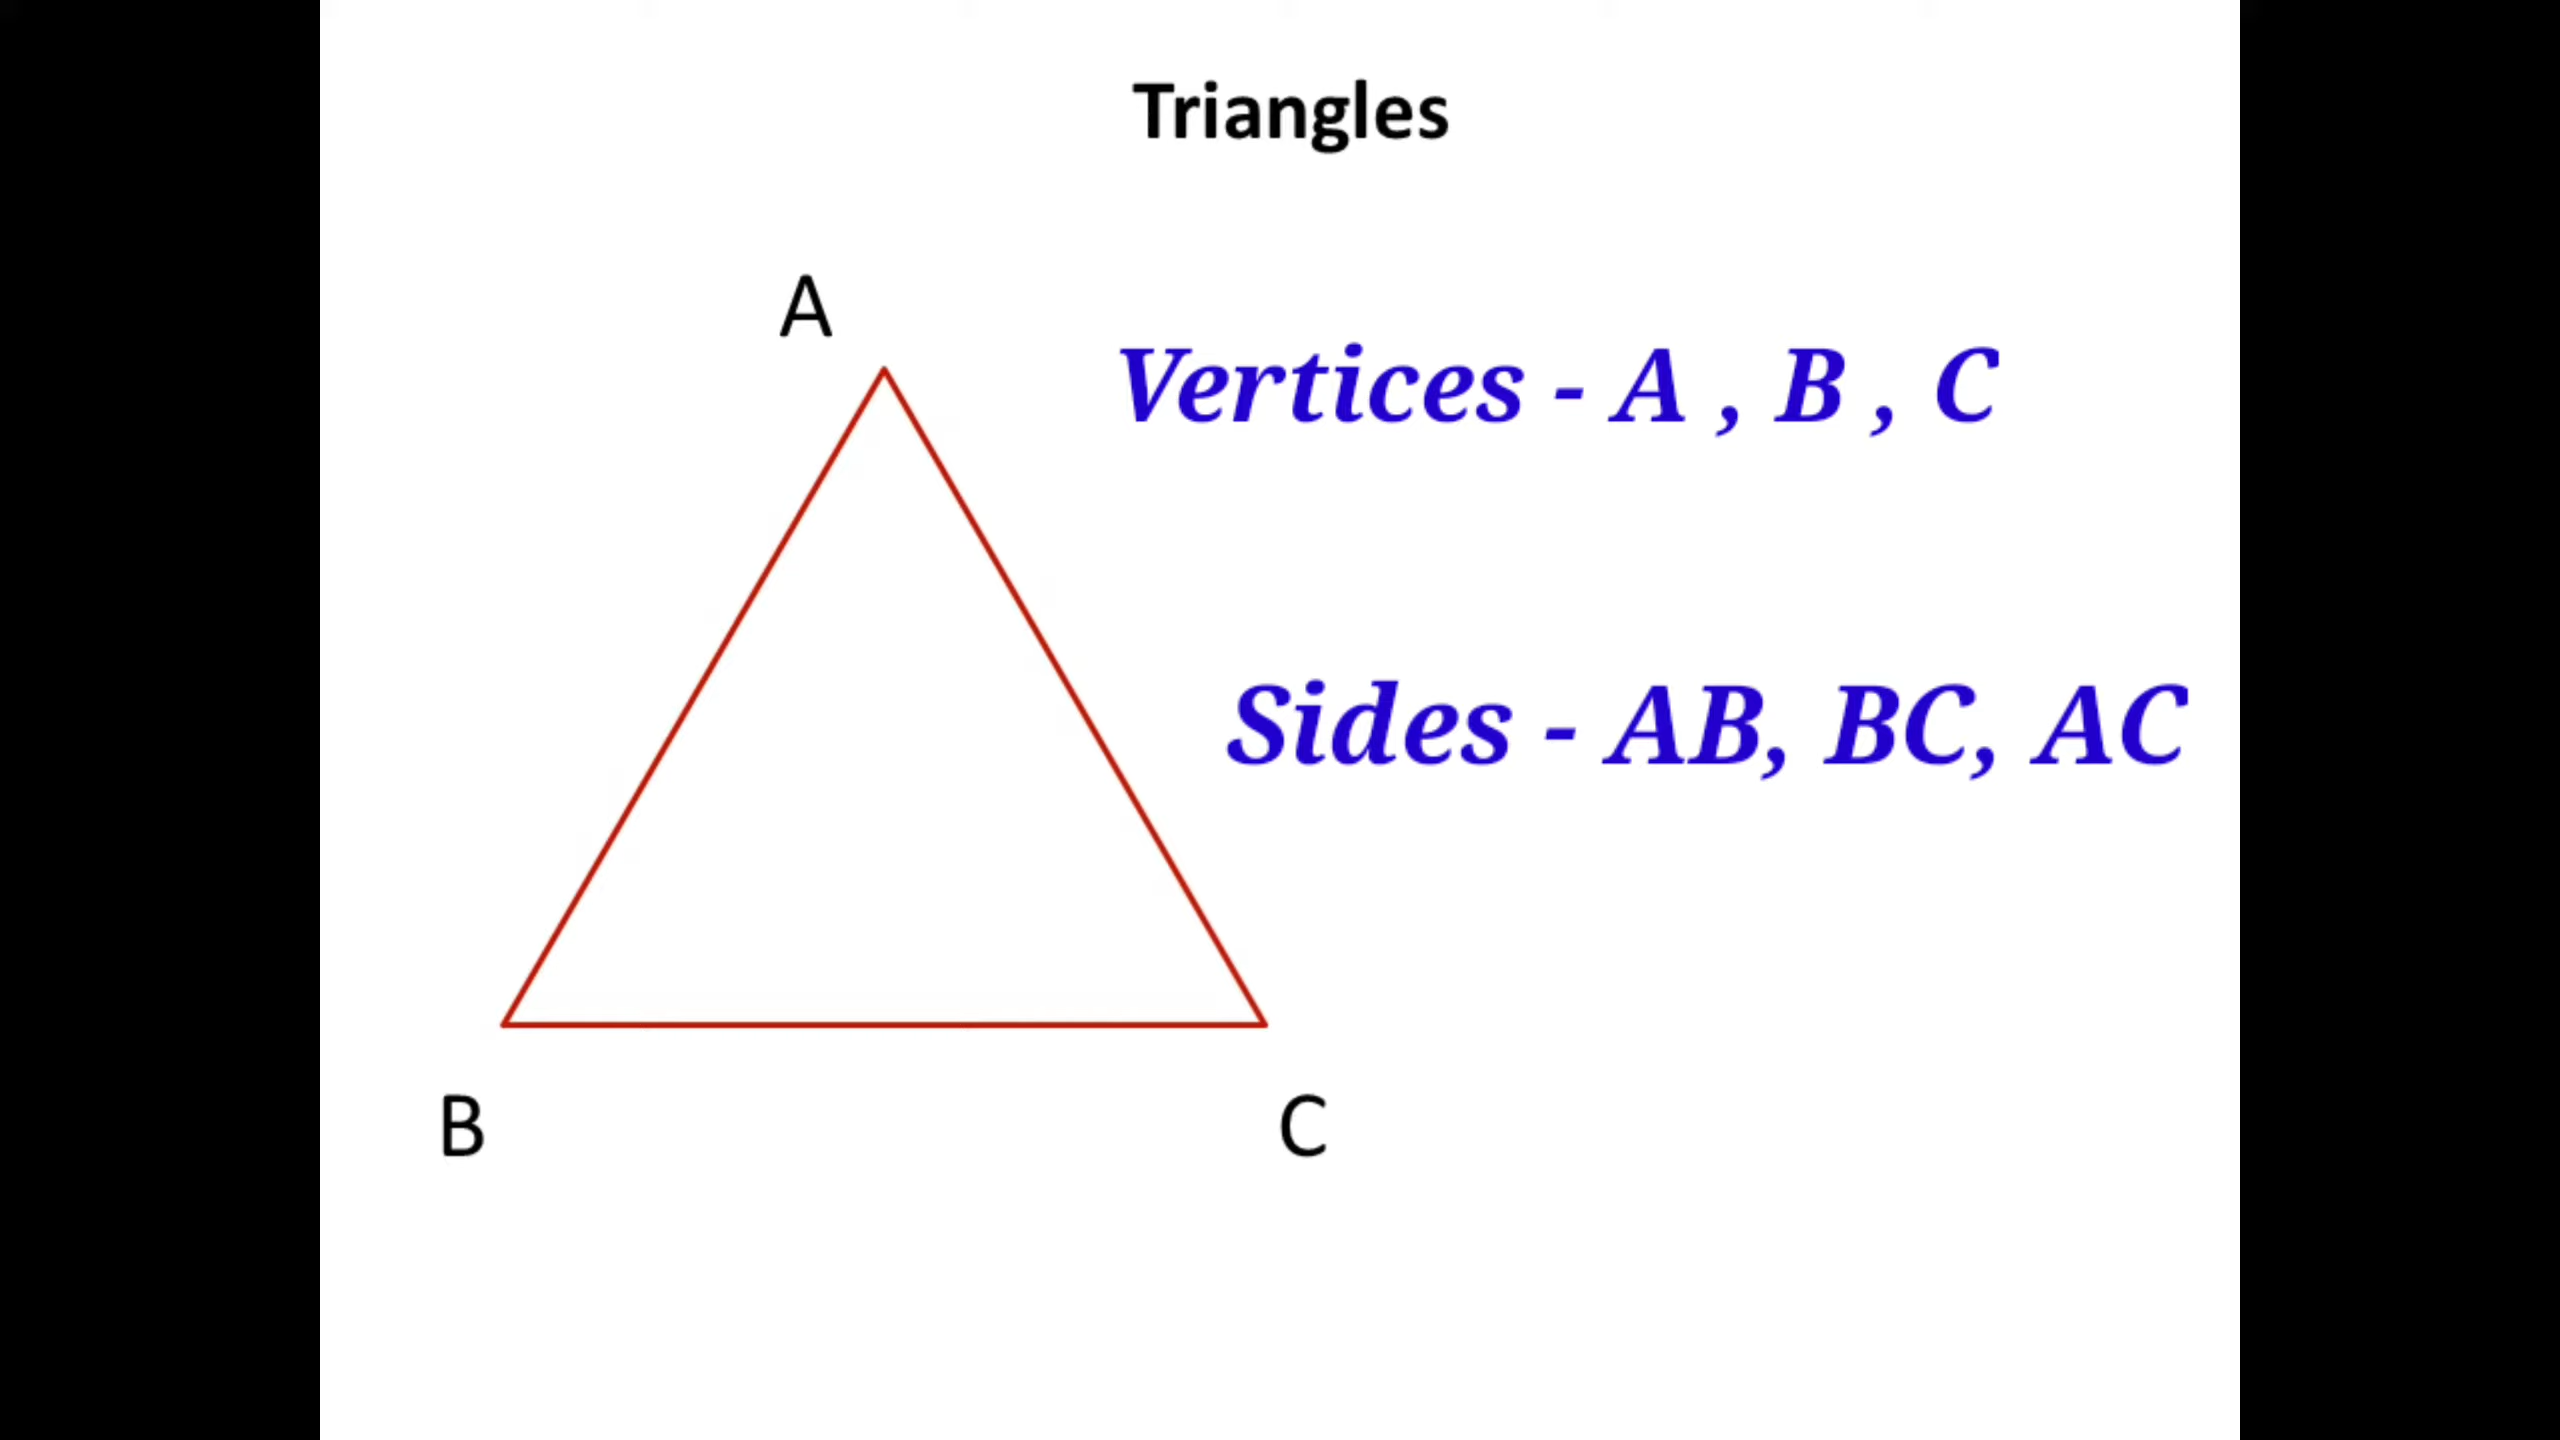 Triangles
A
Vertices - A , B , C
Sides - AB, BC, AC
B
C